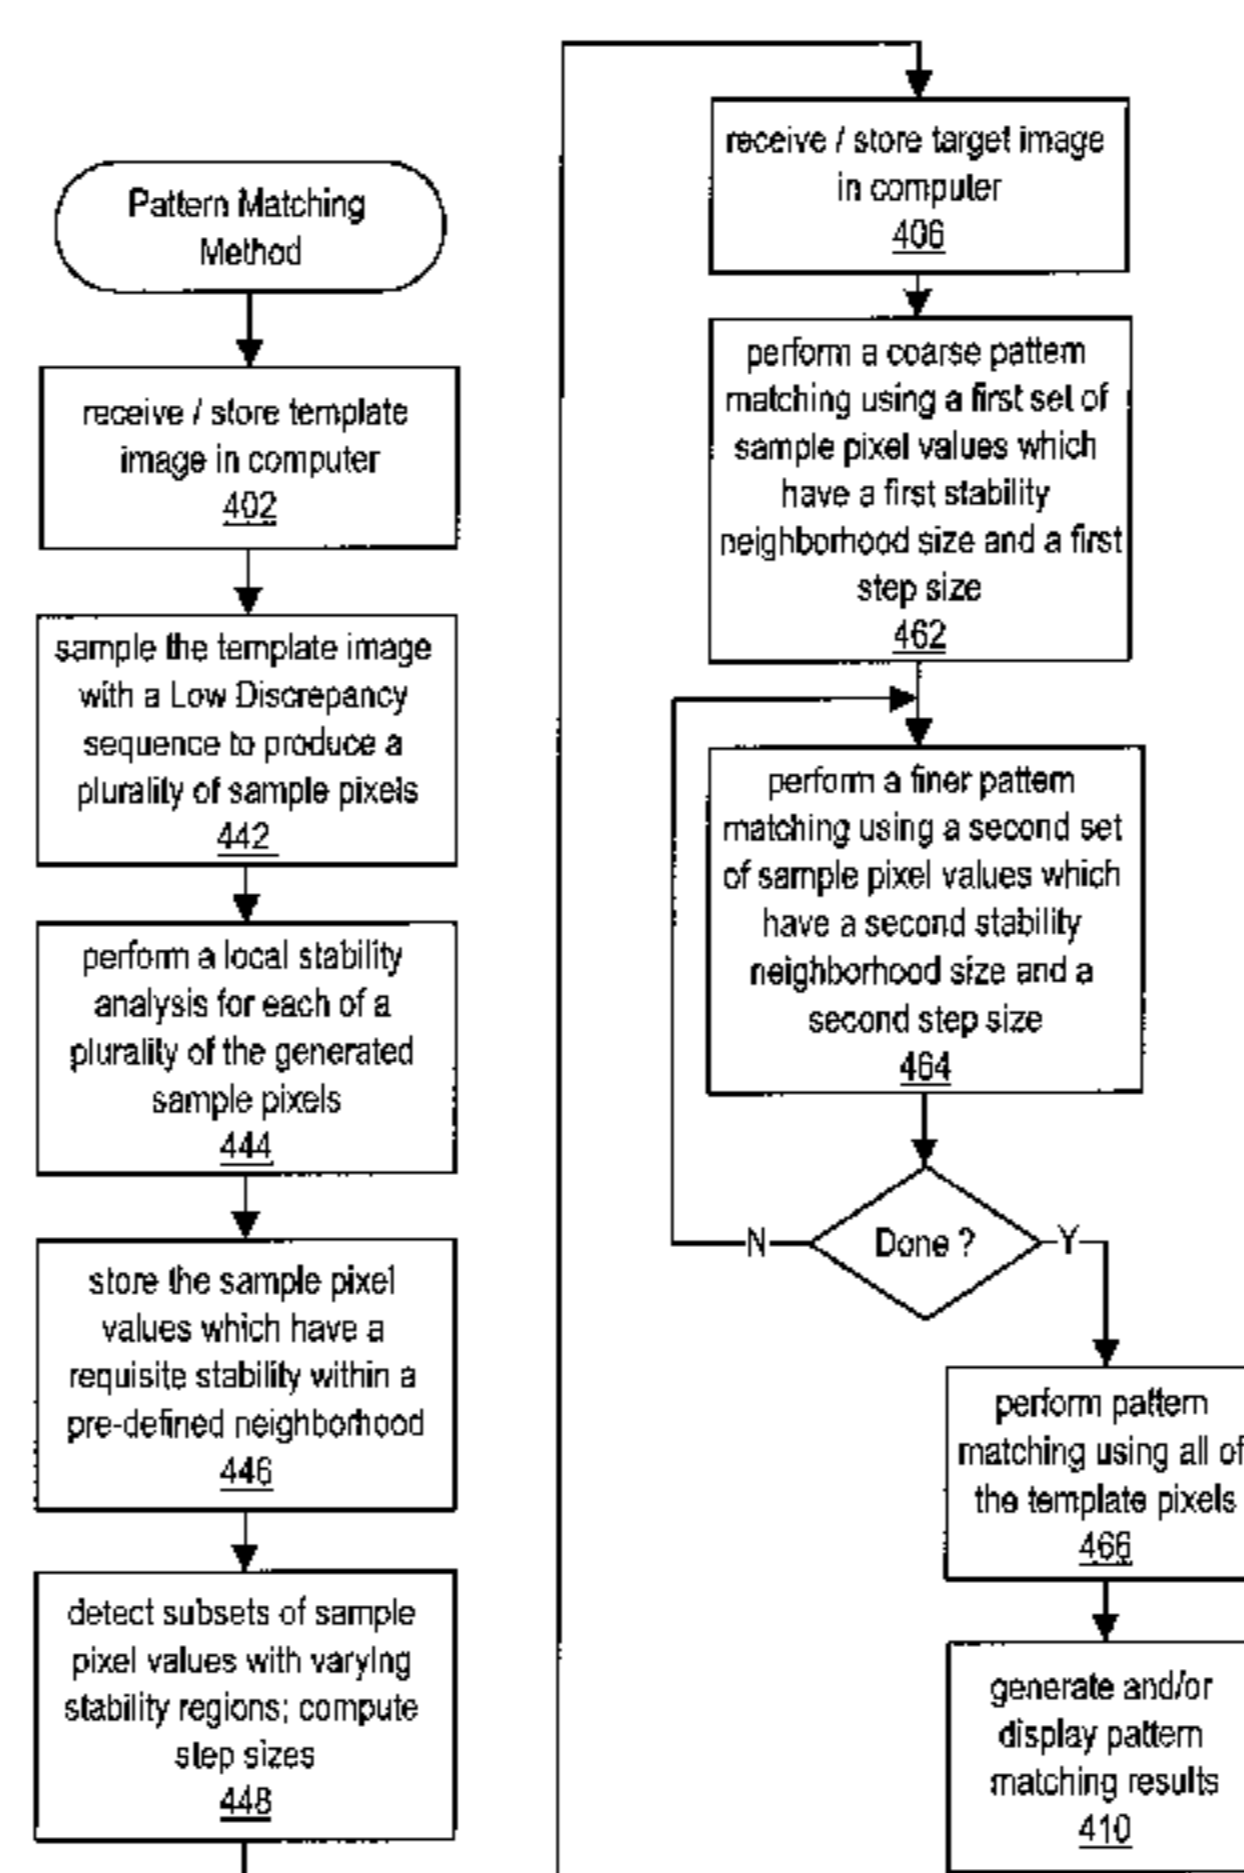 Pattern Matching
Method
receive / store template
image in computer
402
sample the template image
with a Low Discrepancy
sequence to produce a
plurality of sample pixels
442
perform a local stability
analysis for each of a
plurality of the generated
sample pixels
444
store the sample pixel
values which have a
requisite stability within a
pre-defined neighborhood
446
detect subsets of sample
pixel values with varying
stability regions; compute
step sizes
448
receive / store target image
in computer
406
perform a coarse pattern
matching using a first set of
sample pixel values which
have a first stability
neighborhood size and a first
step size
462
perform a finer pattern
matching using a second set
of sample pixel values which
have a second stability
neighborhood size and a
second step size
464
N
Done ?
Y
perform pattern
matching using all of
the template pixels
466
generate and/or
display pattern
matching results
410